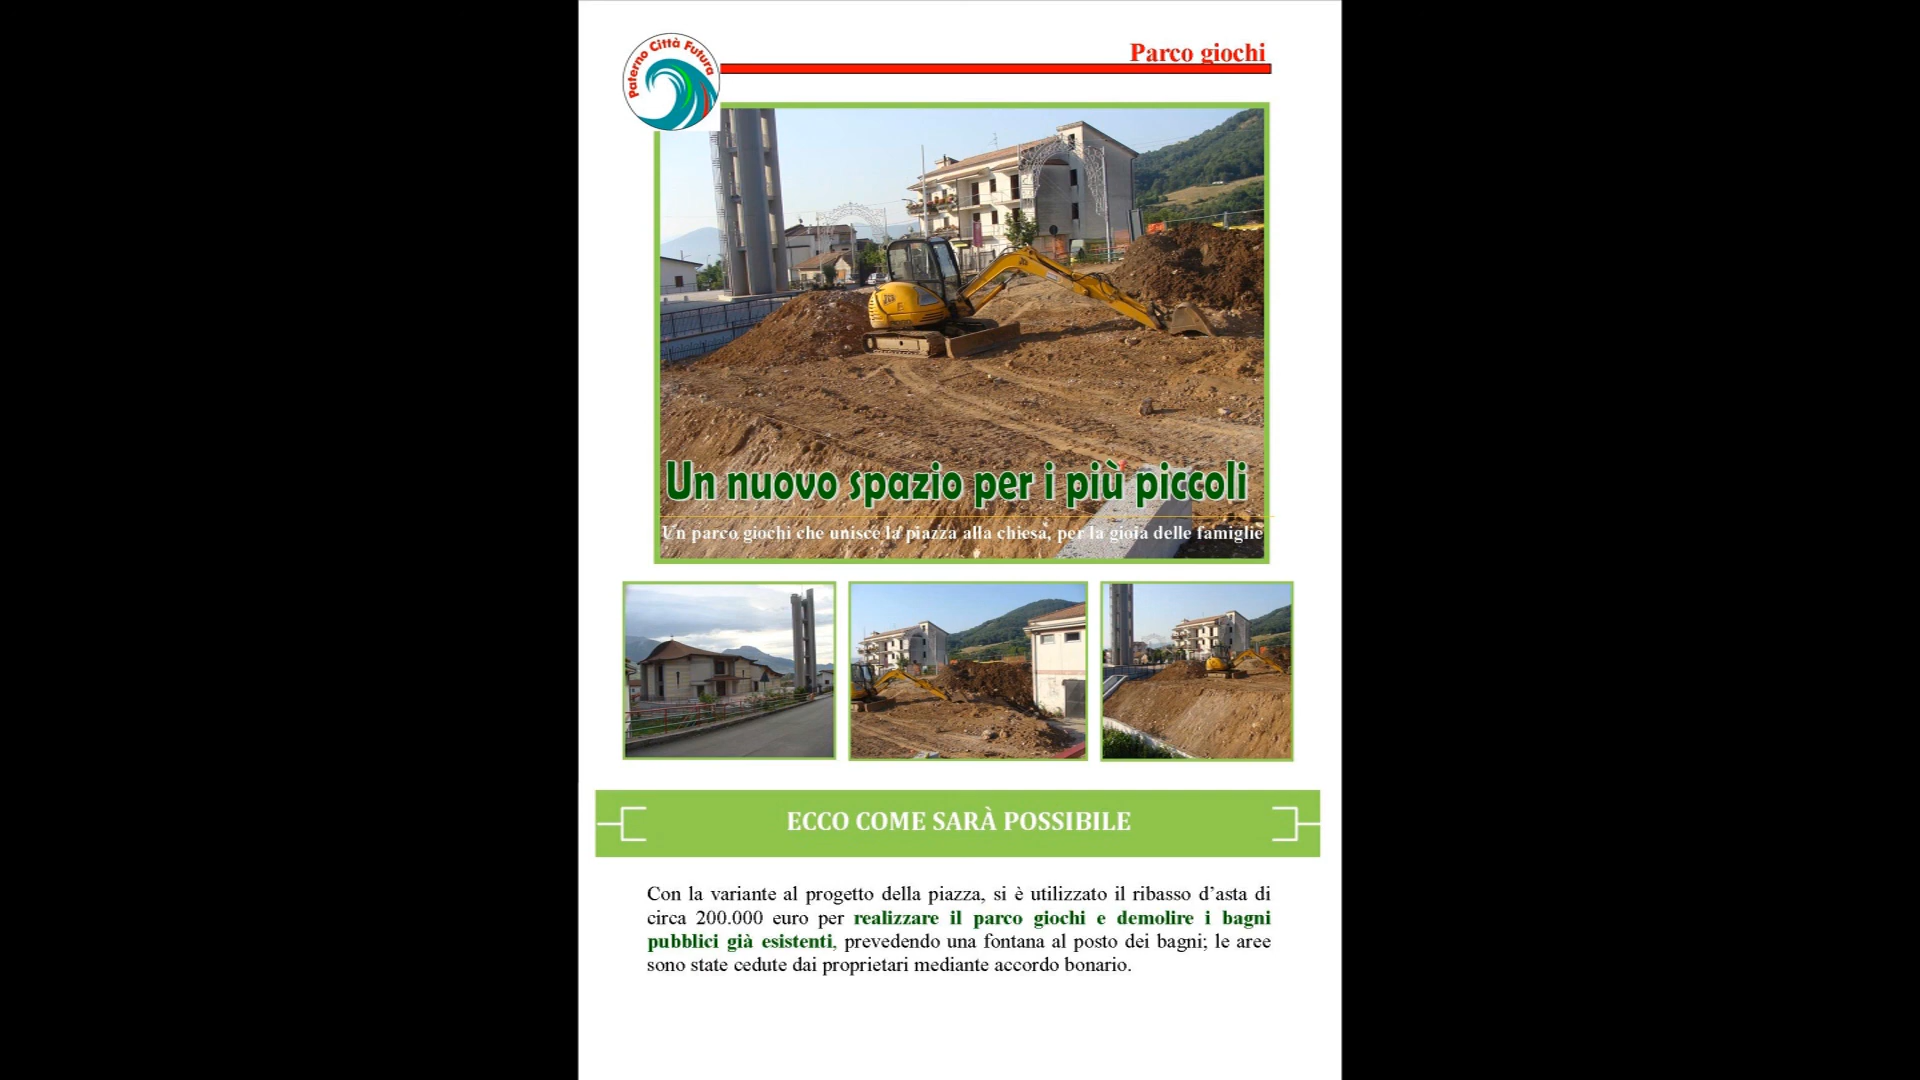 Paterno Città Futura
Parco giochi
Un nuovo spazio per i più piccoli
Un parco giochi che unisce la piazza alla chiesa, per la gioia delle famiglie
ECCO COME SARÀ POSSIBILE
Con la variante al progetto della piazza, si è utilizzato il ribasso d’asta di
circa 200.000 euro per realizzare il parco giochi e demolire i bagni
pubblici già esistenti, prevedendo una fontana al posto dei bagni; le aree
sono state cedute dai proprietari mediante accordo bonario.